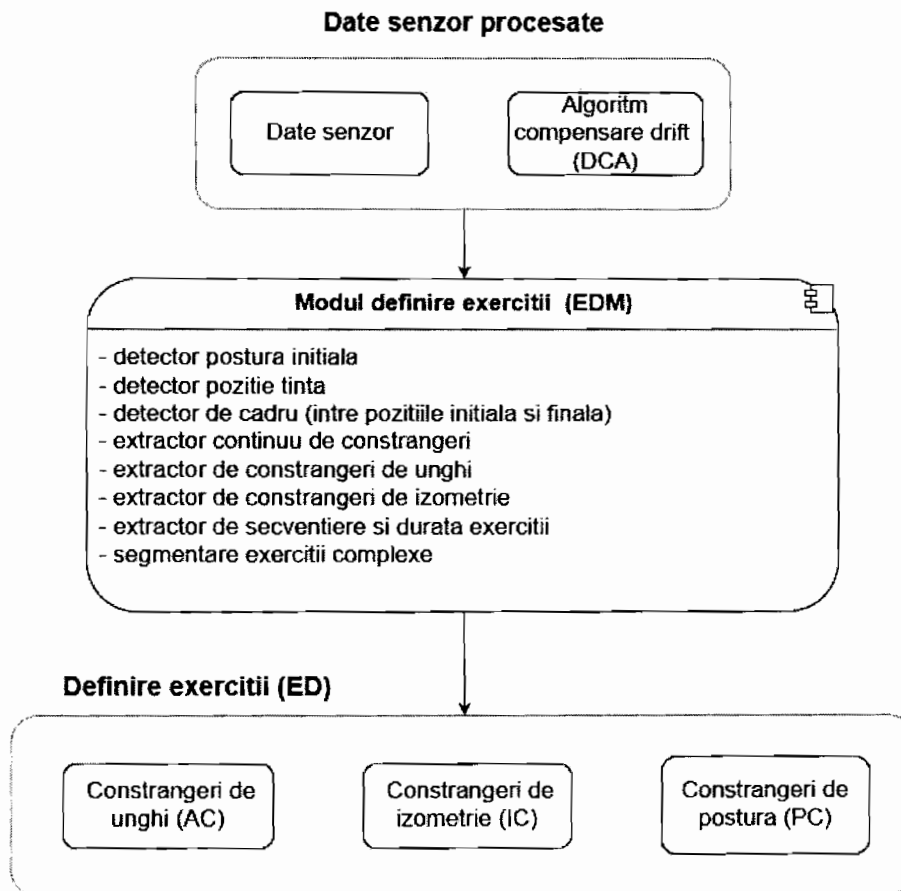 Date senzor procesate
Date senzor
Algoritm
compensare drift
(DCA)
Modul definire exercitii (EDM)
- detector postura initiala
- detector pozitie tinta
- detector de cadru (intre pozitiile initiala si finala)
- extractor continuu de constrangeri
- extractor de constrangeri de unghi
- extractor de constrangeri de izometrie
- extractor de secventiere si durata exercitii
- segmentare exercitii complexe
Definire exercitii (ED)
Constrangeri de
unghi (AC)
Constrangeri de
izometrie (IC)
Constrangeri de
postura (PC)